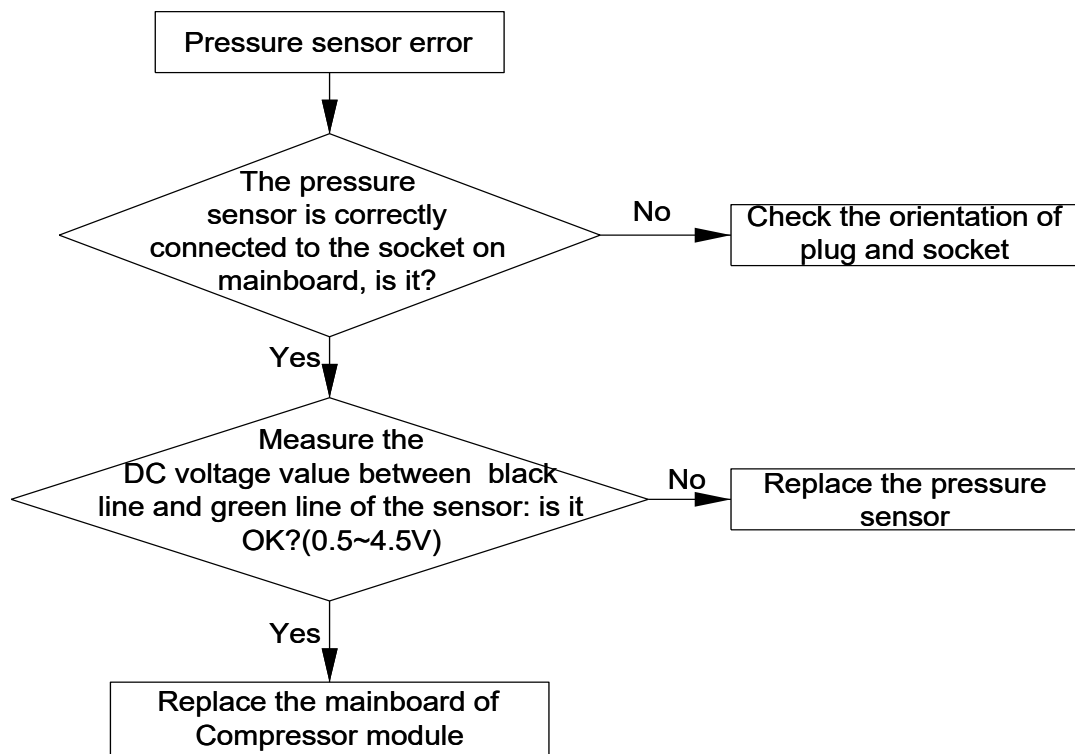 Pressure sensor error
The pressure
sensor is correctly
connected to the socket on
mainboard, is it?
No
Check the orientation of
plug and socket
Yes
Measure the
DC voltage value between  black
line and green line of the sensor: is it
OK?(0.5~4.5V)
No
Replace the pressure
sensor
Yes
Replace the mainboard of
Compressor module